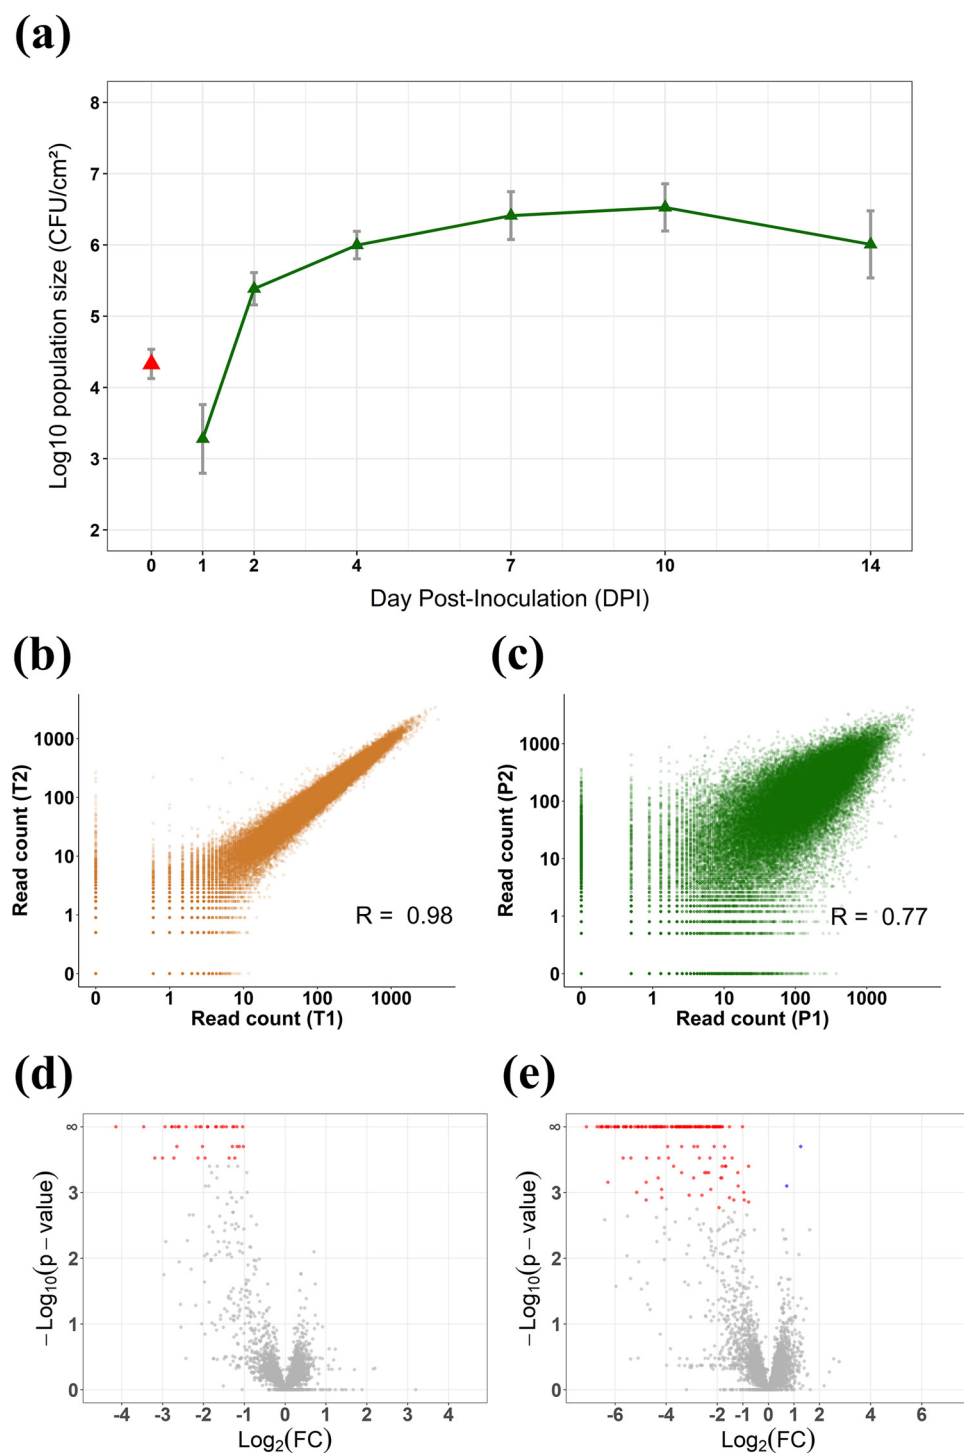 (a)
Log10 population size (CFU/cm²)
8
7
6
5
4
3
2
0 1 2 4 7 10 14
Day Post-Inoculation (DPI)
(b)
Read count (T2)
1000
100
10
1
0
R = 0.98
0 1 10 100 1000
Read count (T1)
(c)
Read count (P2)
1000
100
10
1
0
R = 0.77
0 1 10 100 1000
Read count (P1)
(d)
−Log10(p − value)
∞
3
2
1
0
-4 -3 -2 -1 0 1 2 3 4
Log2(FC)
(e)
−Log10(p − value)
∞
3
2
1
0
-6 -4 -2 -1 0 1 2 4 6
Log2(FC)